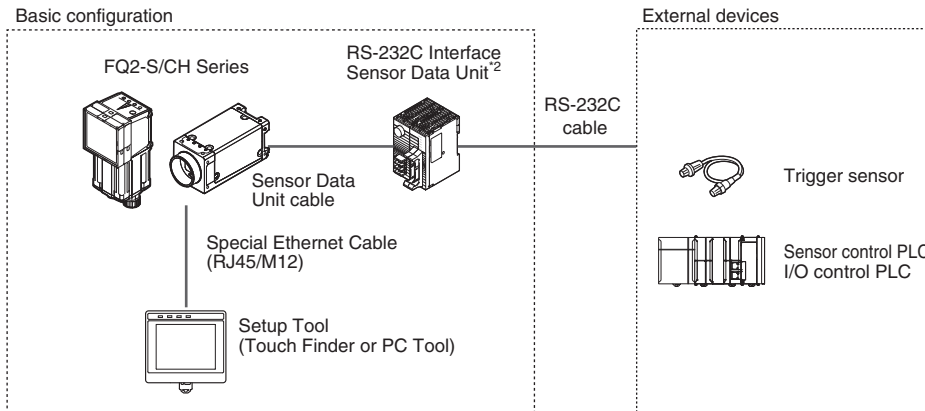 Basic configuration
External devices
FQ2-S/CH Series
RS-232C Interface
Sensor Data Unit*2
RS-232C
cable
Sensor Data
Unit cable
Trigger sensor
Special Ethernet Cable
(RJ45/M12)
Sensor control PLC
I/O control PLC
Setup Tool
(Touch Finder or PC Tool)